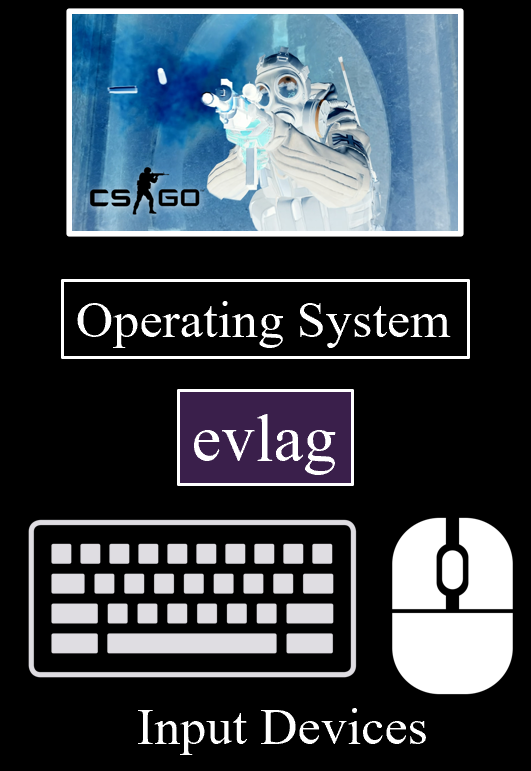 CS GO
Operating System
evlag
Input Devices